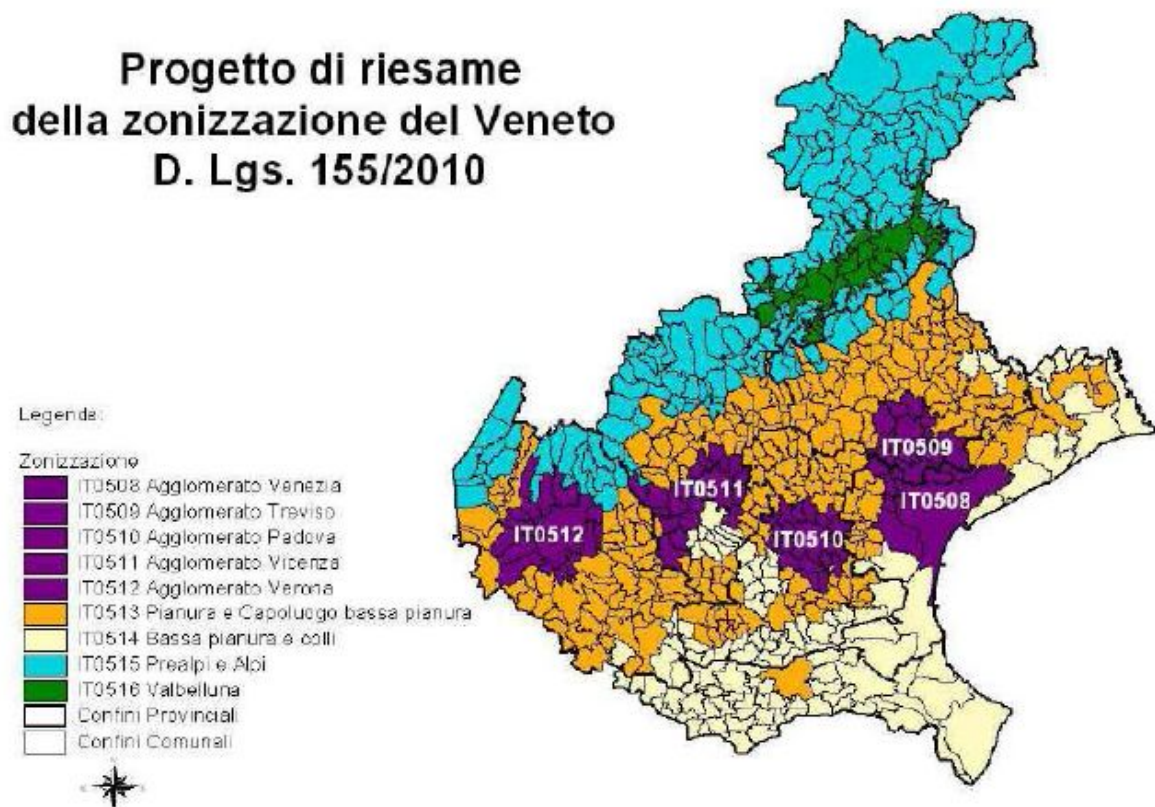 Progetto di riesame
della zonizzazione del Veneto
D. Lgs. 155/2010
Legenda:
Zonizzazione
IT0508 Agglomerato Venezia
IT0509 Agglomerato Treviso
IT0510 Agglomerato Padova
IT0511 Agglomerato Vicenza
IT0512 Agglomerato Verona
IT0513 Pianura e Capoluogo bassa pianura
IT0514 Bassa pianura e colli
IT0515 Prealpi e Alpi
IT0516 Valbelluna
Confini Provinciali
Confini Comunali
IT0509
IT0511
IT0508
IT0512
IT0510